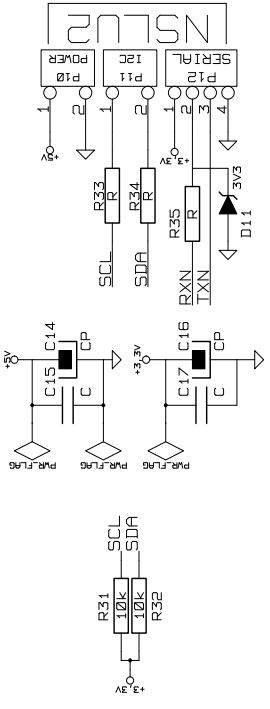 NSLU2
P10
POWER
P11
I2C
P12
SERIAL
1
2
1
2
1
2
3
4
+5V
+3.3V
R33
R
R34
R
R35
R
3V3
D11
SCL
SDA
RXN
TXN
+5V
C14
CP
C15
C
PWR_FLAG
PWR_FLAG
+3.3V
C16
CP
C17
C
PWR_FLAG
SCL
SDA
R31
10k
10k
R32
+3.3V